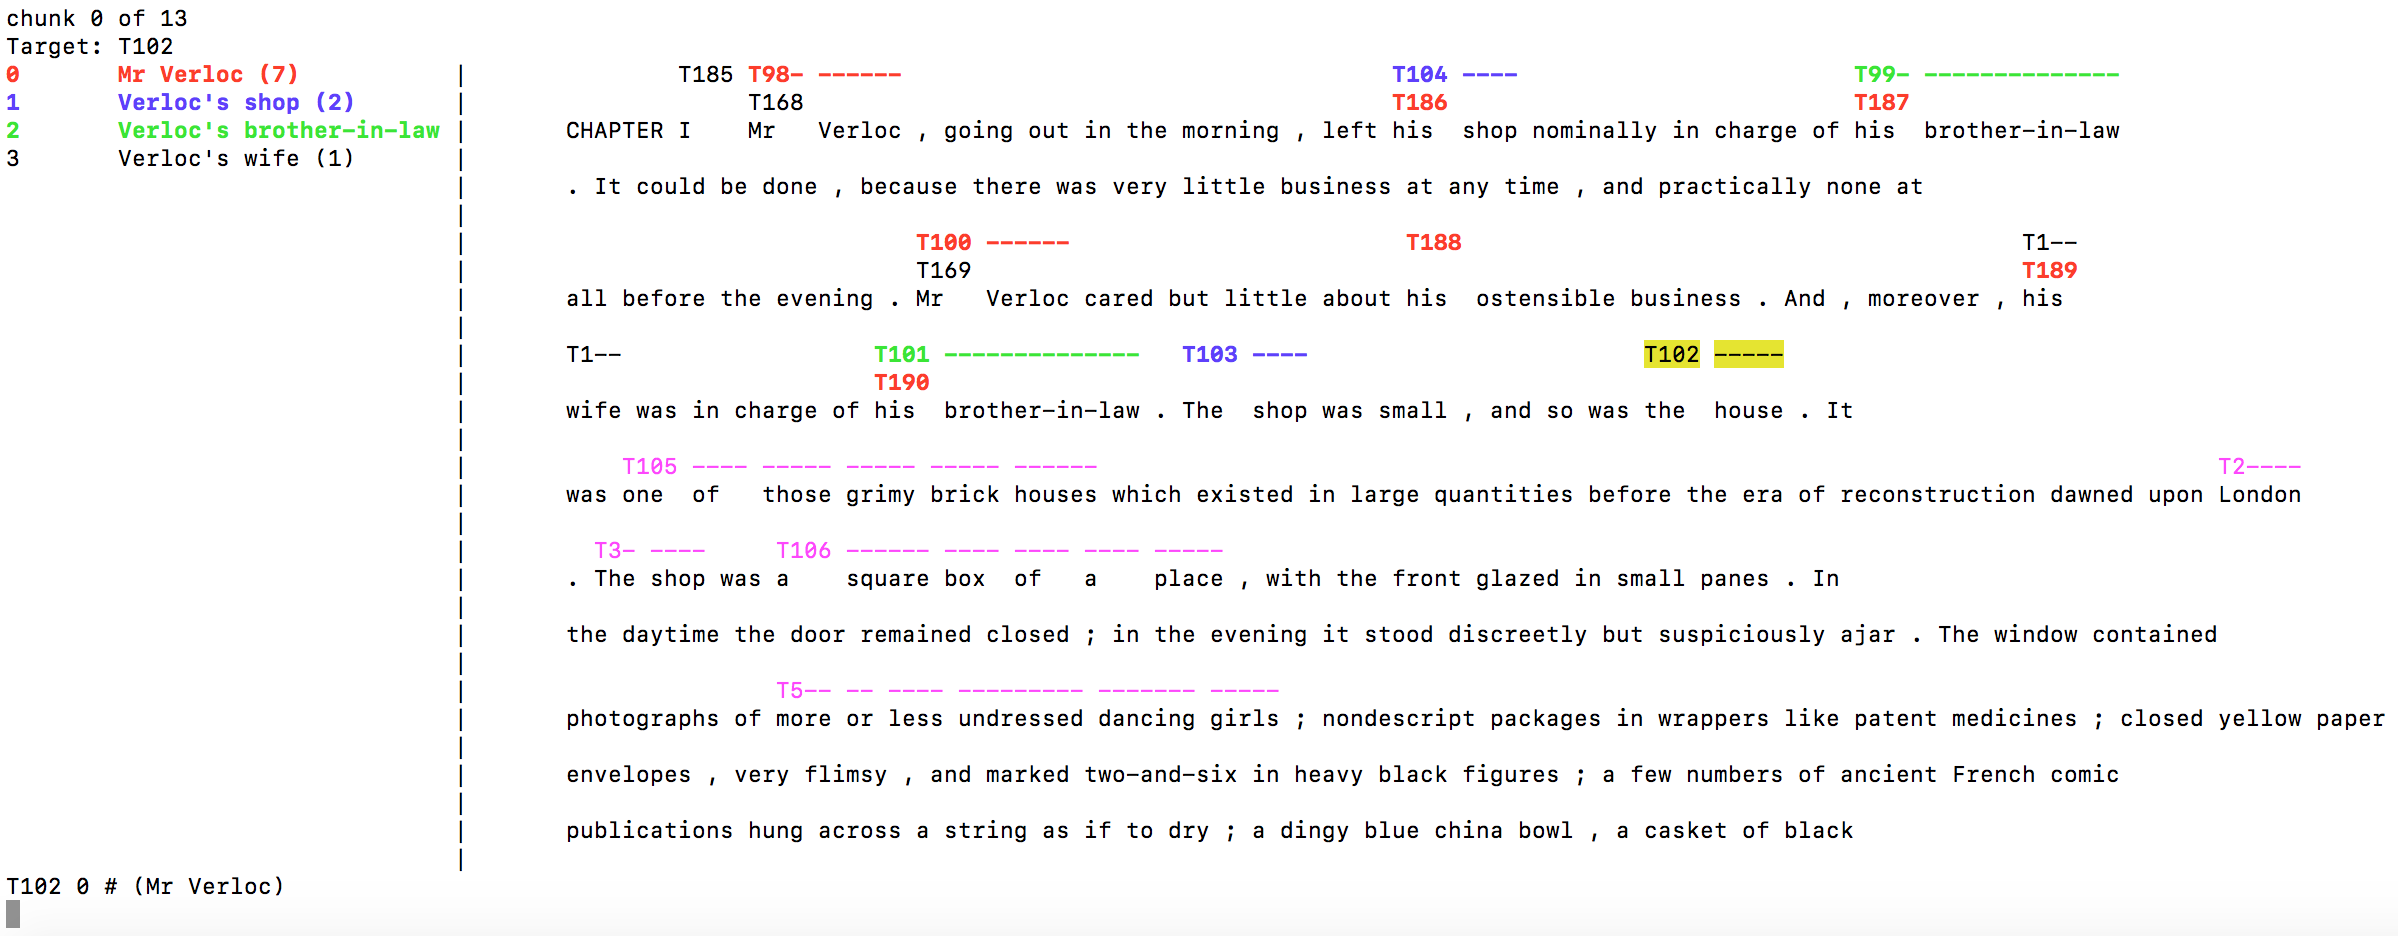 chunk 0 of 13
Target: T102
0 Mr Verloc (7) | T185 T98- ------ T104 ---- T99- --------------
1 Verloc's shop (2) | T168 T186 T187
2 Verloc's brother-in-law | CHAPTER I Mr Verloc , going out in the morning , left his shop nominally in charge of his brother-in-law
3 Verloc's wife (1) |
| . It could be done , because there was very little business at any time , and practically none at
|
| T100 ------ T188 T1--
| T169 T189
| all before the evening . Mr Verloc cared but little about his ostensible business . And , moreover , his
|
| T1-- T101 -------------- T103 ---- T102 -----
| T190
| wife was in charge of his brother-in-law . The shop was small , and so was the house . It
|
| T105 ---- ----- ----- ----- ------ T2----
| was one of those grimy brick houses which existed in large quantities before the era of reconstruction dawned upon London
|
| T3- ---- T106 ------ ---- ---- ---- -----
| . The shop was a square box of a place , with the front glazed in small panes . In
|
| the daytime the door remained closed ; in the evening it stood discreetly but suspiciously ajar . The window contained
|
| T5-- -- ---- --------- ------- -----
| photographs of more or less undressed dancing girls ; nondescript packages in wrappers like patent medicines ; closed yellow paper
|
| envelopes , very flimsy , and marked two-and-six in heavy black figures ; a few numbers of ancient French comic
|
| publications hung across a string as if to dry ; a dingy blue china bowl , a casket of black
|
T102 0 # (Mr Verloc)